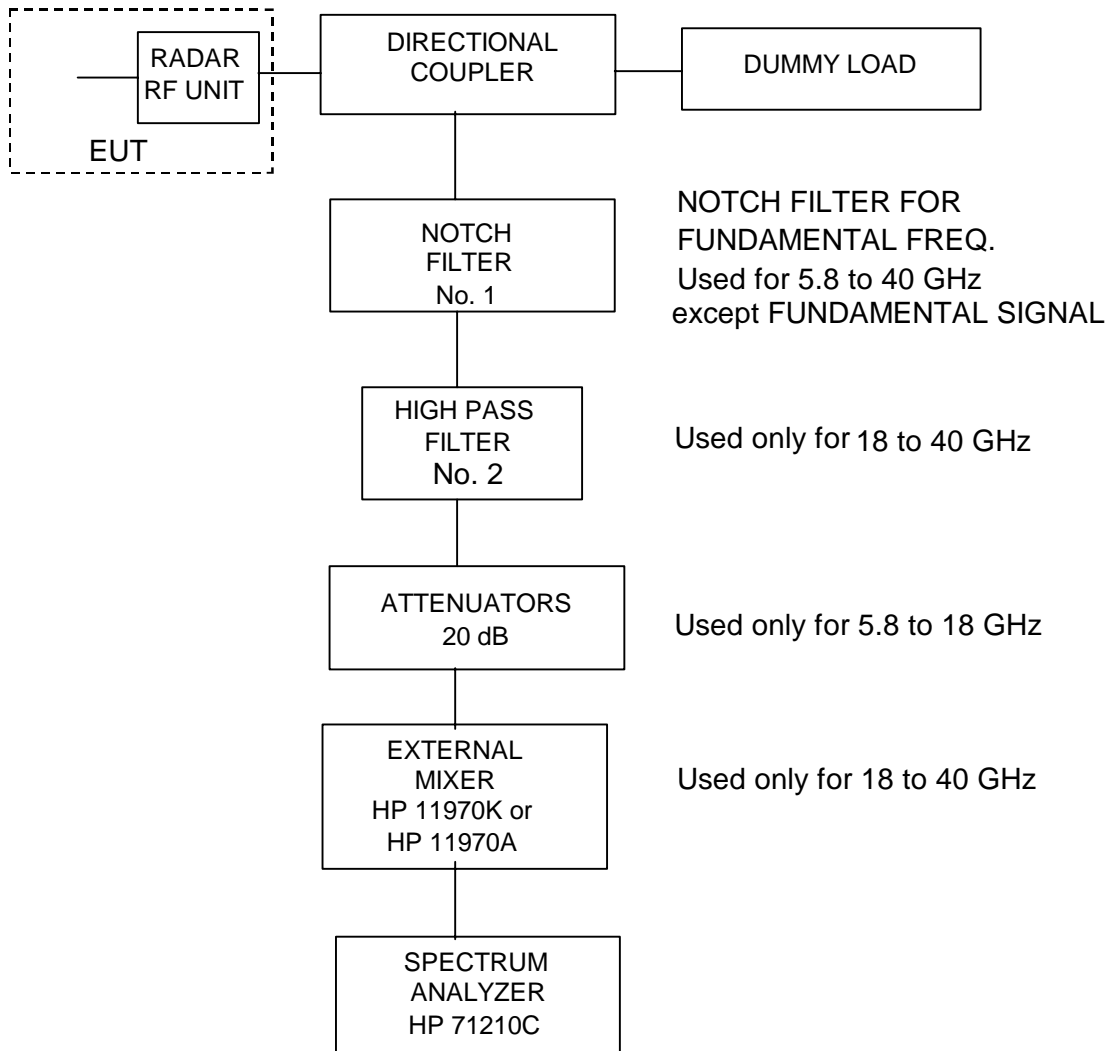 RADAR
RF UNIT
EUT
DIRECTIONAL
COUPLER
DUMMY LOAD
NOTCH
FILTER
No. 1
NOTCH FILTER FOR
FUNDAMENTAL FREQ.
Used for 5.8 to 40 GHz
except FUNDAMENTAL SIGNAL
HIGH PASS
FILTER
No. 2
Used only for 18 to 40 GHz
ATTENUATORS
20 dB
Used only for 5.8 to 18 GHz
EXTERNAL
MIXER
HP 11970K or
HP 11970A
Used only for 18 to 40 GHz
SPECTRUM
ANALYZER
HP 71210C